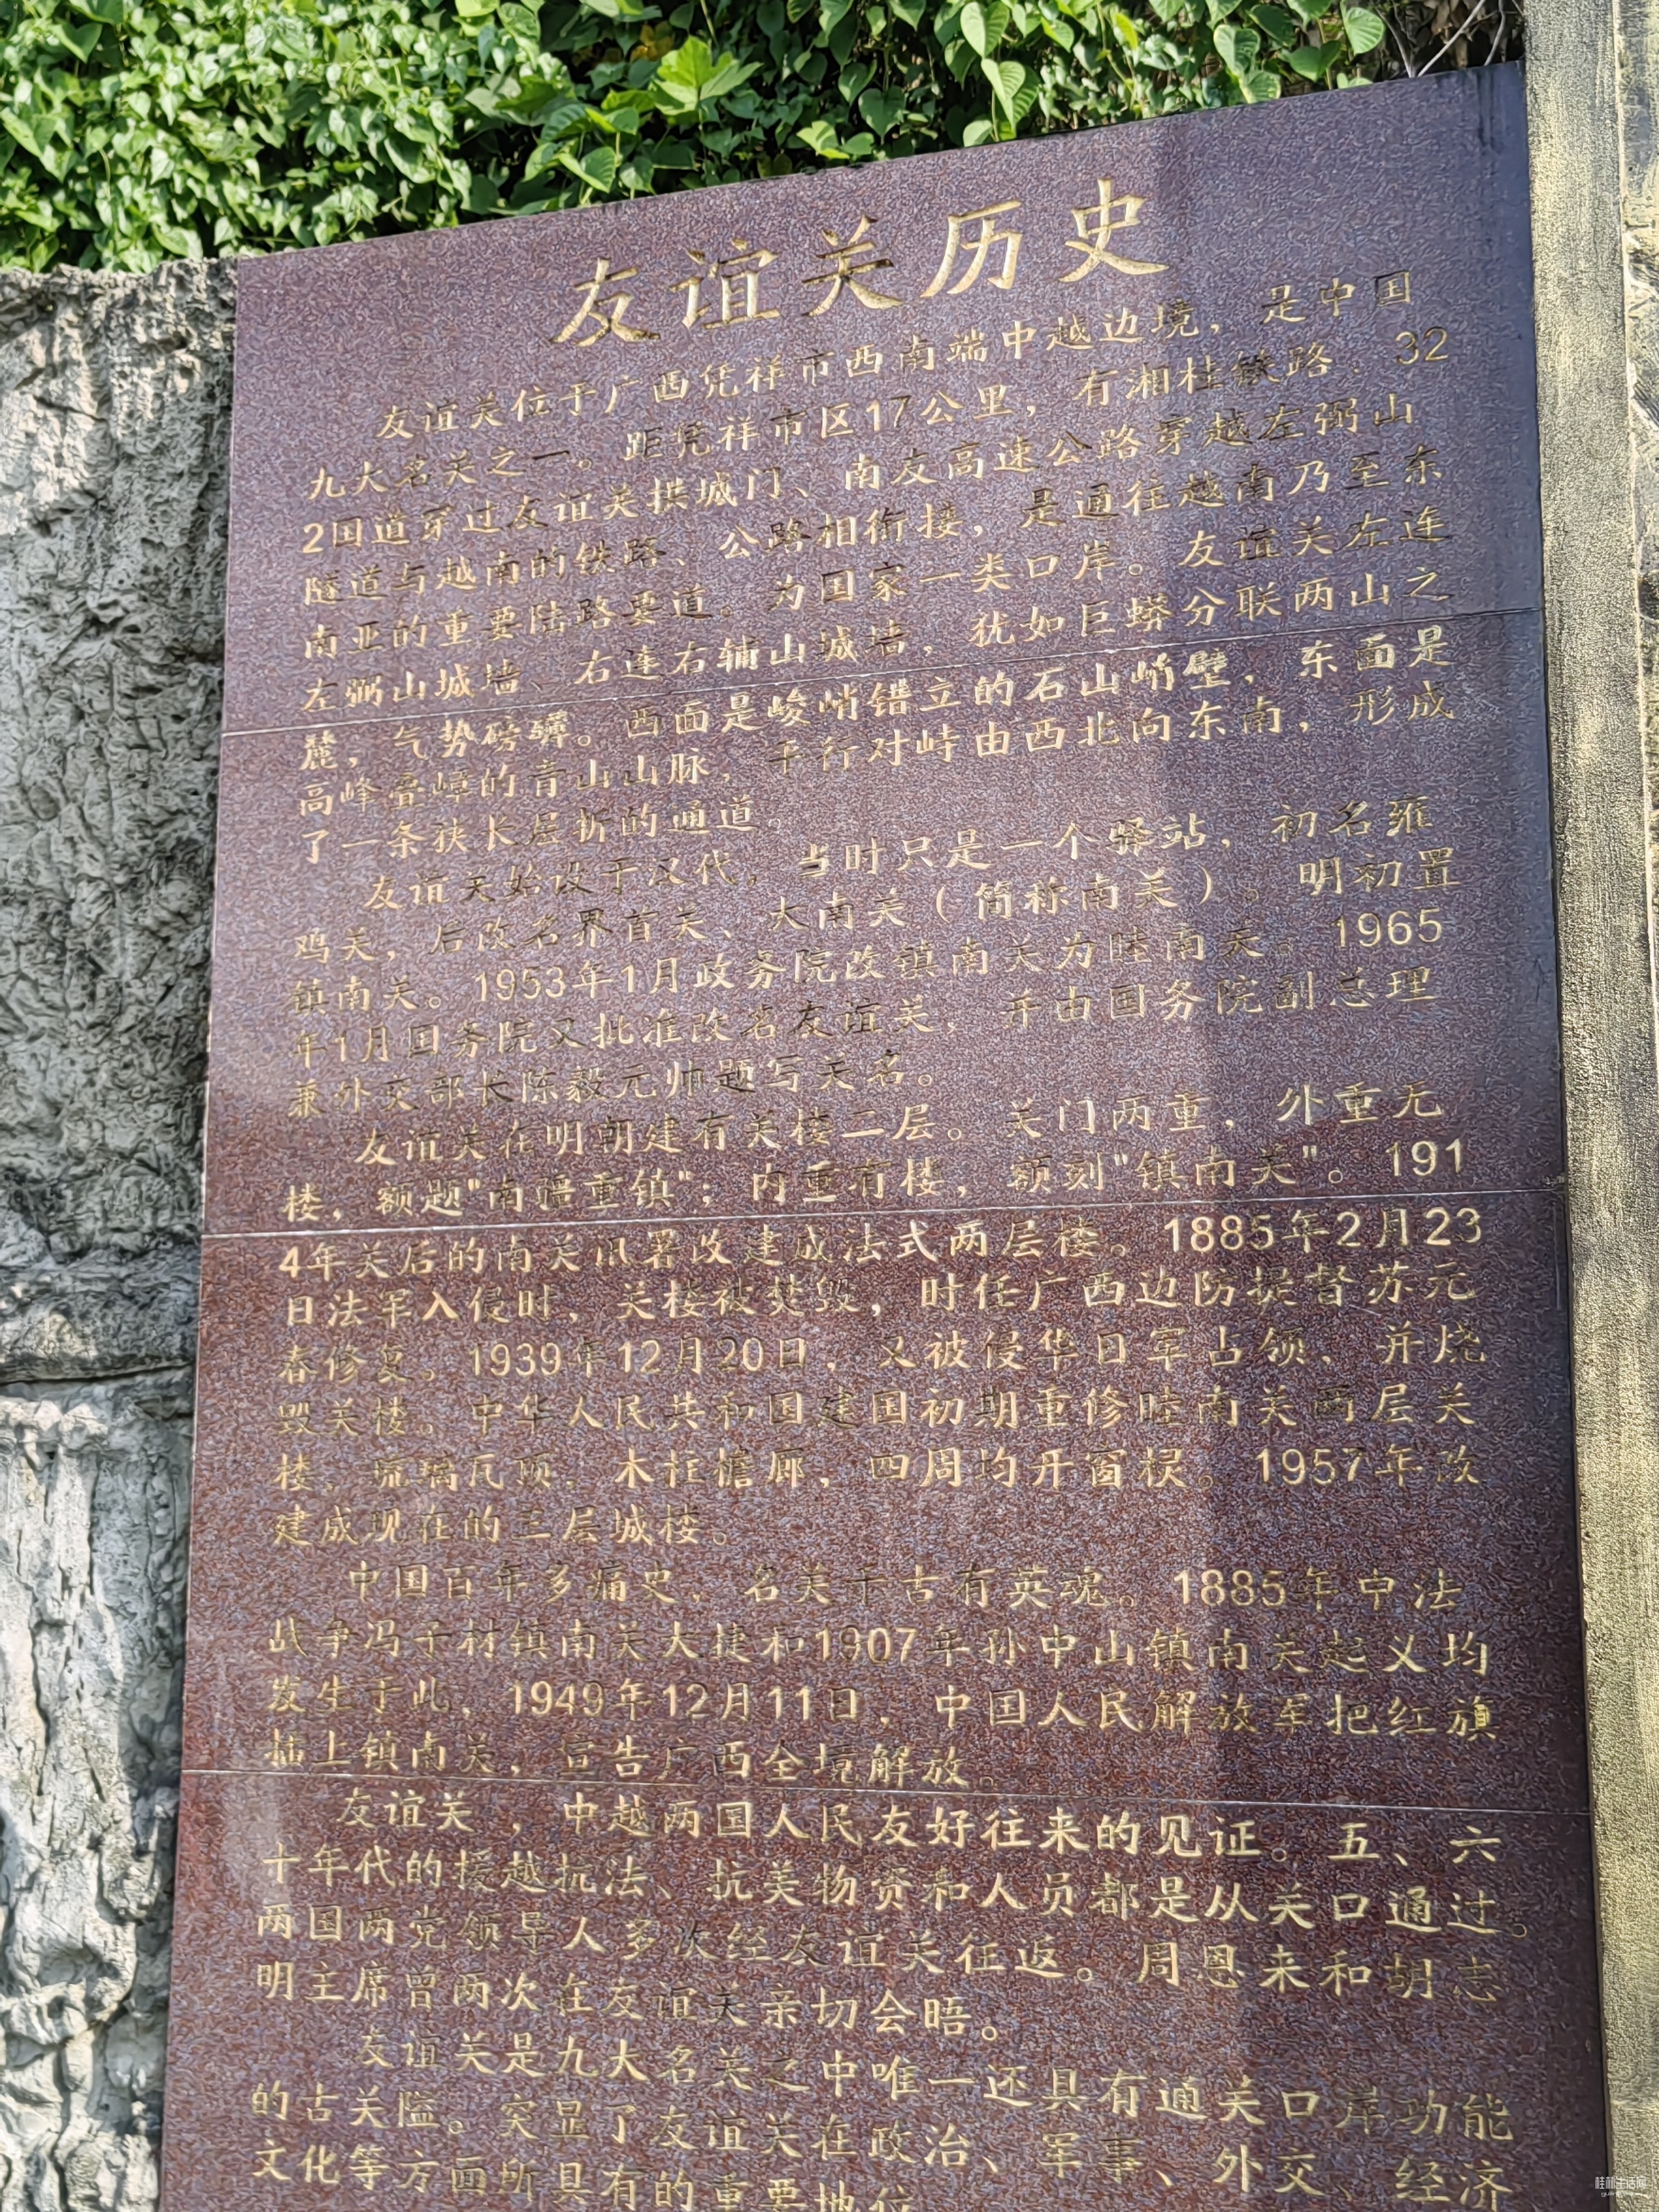 友谊关历史
友谊关位于广西凭祥市西南端中越边境，是中国
九大名关之一。距凭祥市区17公里，有湘桂铁路、32
2国道穿过友谊关拱城门、南友高速公路穿越左弼山
隧道与越南的铁路、公路相衔接，是通往越南乃至东
南亚的重要陆路要道。为国家一类口岸。友谊关左连
左弼山城墙、右连右辅山城墙，犹如巨蟒分联两山之
麓，气势磅礴。西面是峻峭错立的石山峭壁，东面是
高峰叠嶂的青山山脉，平行对峙由西北向东南，形成
了一条狭长层折的通道。
友谊关始设于汉代，当时只是一个驿站，初名雍
鸡关，后改名界首关、大南关（简称南关）。明初置
镇南关。1953年1月政务院改镇南关为睦南关。1965
年1月国务院又批准改名友谊关，并由国务院副总理
兼外交部长陈毅元帅题写关名。
友谊关在明朝建有关楼二层。关门两重，外重无
楼，额题"南疆重镇"；内重有楼，额刻"镇南关"。191
4年关后的南关汛署改建成法式两层楼。1885年2月23
日法军入侵时，关楼被焚毁，时任广西边防提督苏元
春修复。1939年12月20日，又被侵华日军占领，并烧
毁关楼。中华人民共和国建国初期重修睦南关两层关
楼，琉璃瓦顶，木柱檐廊，四周均开窗棂。1957年改
建成现在的三层城楼。
中国百年多痛史，名关千古有英魂。1885年中法
战争冯子材镇南关大捷和1907年孙中山镇南关起义均
发生于此，1949年12月11日，中国人民解放军把红旗
插上镇南关，宣告广西全境解放。
友谊关，中越两国人民友好往来的见证。五、六
十年代的援越抗法、抗美物资和人员都是从关口通过。
两国两党领导人多次经友谊关征返。周恩来和胡志
明主席曾两次在友谊关亲切会晤。
友谊关是九大名关之中唯一还具有通关口岸功能
的古关隘。突显了友谊关在政治、军事、外交、经济
文化等方面所具有的重要地位
桂林生活网